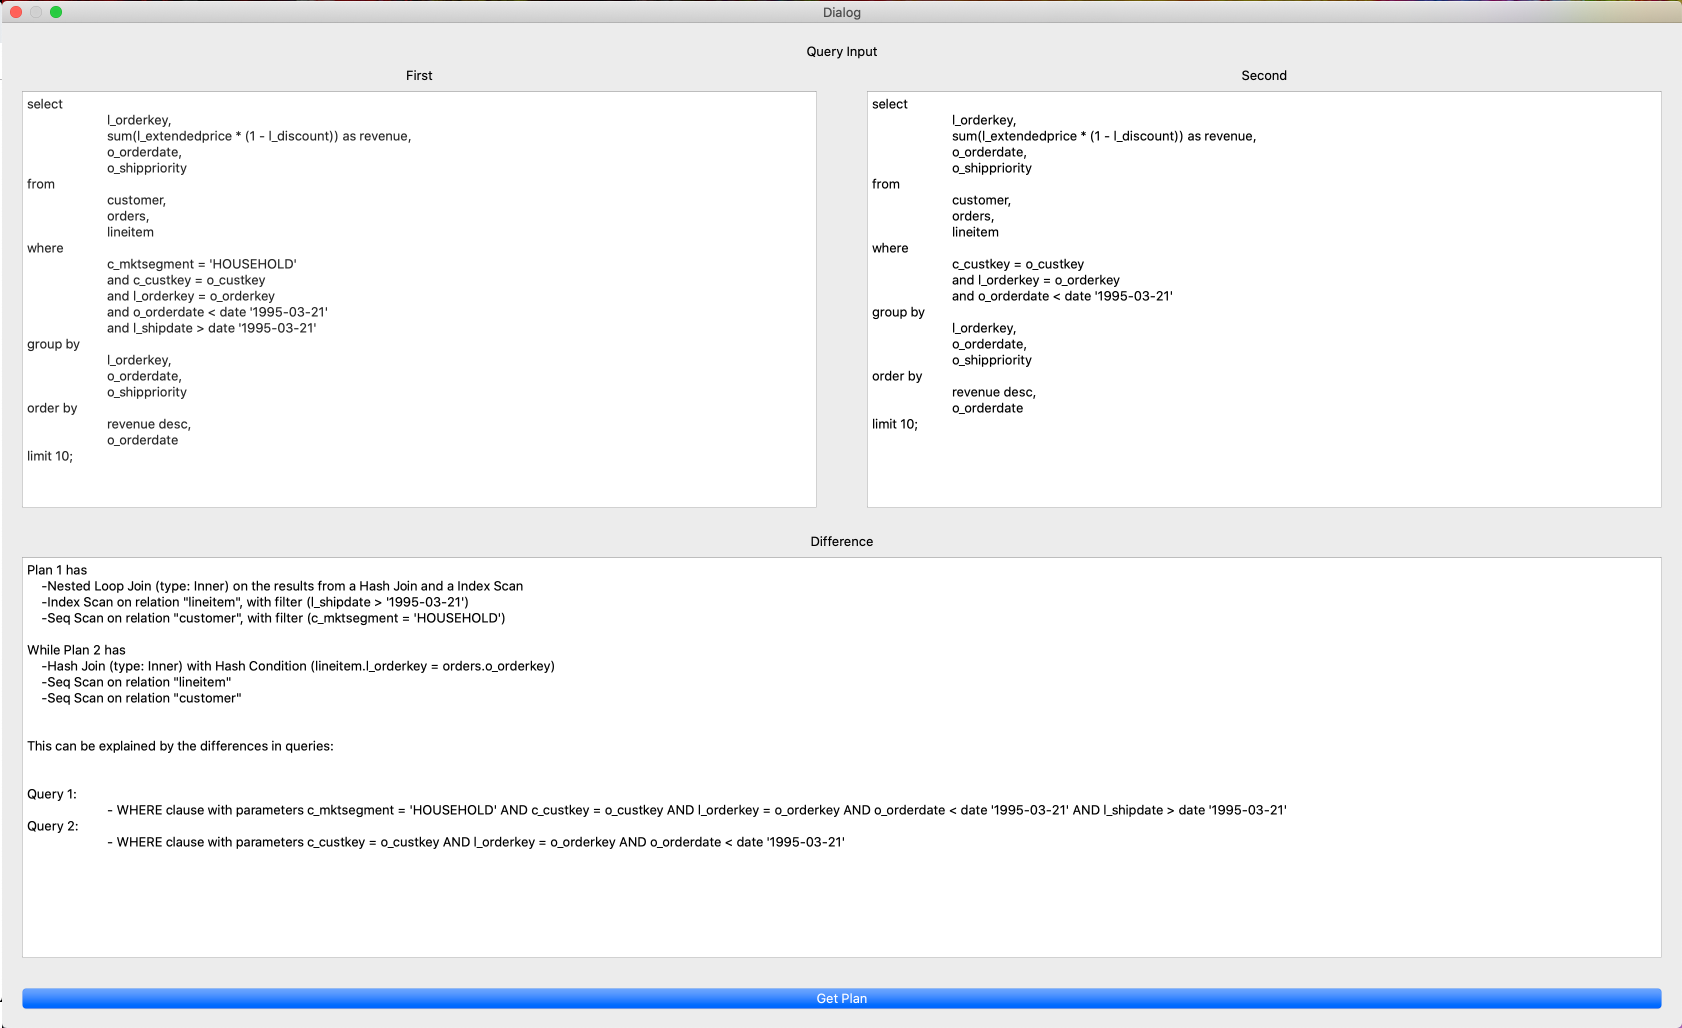 Dialog
Query Input
First
select
l_orderkey,
sum(l_extendedprice * (1 - l_discount)) as revenue,
o_orderdate,
o_shippriority
from
customer,
orders,
lineitem
where
c_mktsegment = 'HOUSEHOLD'
and c_custkey = o_custkey
and l_orderkey = o_orderkey
and o_orderdate < date '1995-03-21'
and l_shipdate > date '1995-03-21'
group by
l_orderkey,
o_orderdate,
o_shippriority
order by
revenue desc,
o_orderdate
limit 10;
Second
select
l_orderkey,
sum(l_extendedprice * (1 - l_discount)) as revenue,
o_orderdate,
o_shippriority
from
customer,
orders,
lineitem
where
c_custkey = o_custkey
and l_orderkey = o_orderkey
and o_orderdate < date '1995-03-21'
group by
l_orderkey,
o_orderdate,
o_shippriority
order by
revenue desc,
o_orderdate
limit 10;
Difference
Plan 1 has
-Nested Loop Join (type: Inner) on the results from a Hash Join and a Index Scan
-Index Scan on relation "lineitem", with filter (l_shipdate > '1995-03-21')
-Seq Scan on relation "customer", with filter (c_mktsegment = 'HOUSEHOLD')
While Plan 2 has
-Hash Join (type: Inner) with Hash Condition (lineitem.l_orderkey = orders.o_orderkey)
-Seq Scan on relation "lineitem"
-Seq Scan on relation "customer"
This can be explained by the differences in queries:
Query 1:
- WHERE clause with parameters c_mktsegment = 'HOUSEHOLD' AND c_custkey = o_custkey AND l_orderkey = o_orderkey AND o_orderdate < date '1995-03-21' AND l_shipdate > date '1995-03-21'
Query 2:
- WHERE clause with parameters c_custkey = o_custkey AND l_orderkey = o_orderkey AND o_orderdate < date '1995-03-21'
Get Plan